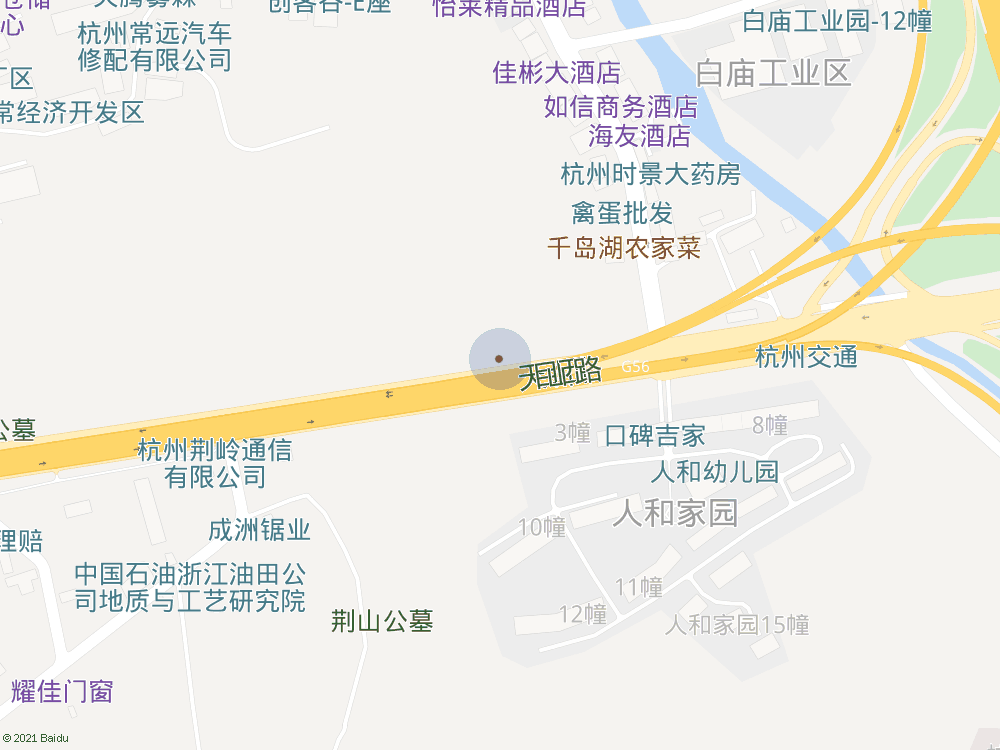 仓储
心
创客谷-E座
怡莱精品酒店
白庙工业园-12幢
杭州常远汽车
修配有限公司
佳彬大酒店
白庙工业区
厂区
常经济开发区
如信商务酒店
海友酒店
杭州时景大药房
禽蛋批发
千岛湖农家菜
杭州交通
G56
公墓
杭州荆岭通信
有限公司
3幢
口碑吉家
8幢
人和幼儿园
人和家园
10幢
成洲锯业
理赔
中国石油浙江油田公
司地质与工艺研究院
11幢
12幢
荆山公墓
人和家园15幢
耀佳门窗
© 2021 Baidu